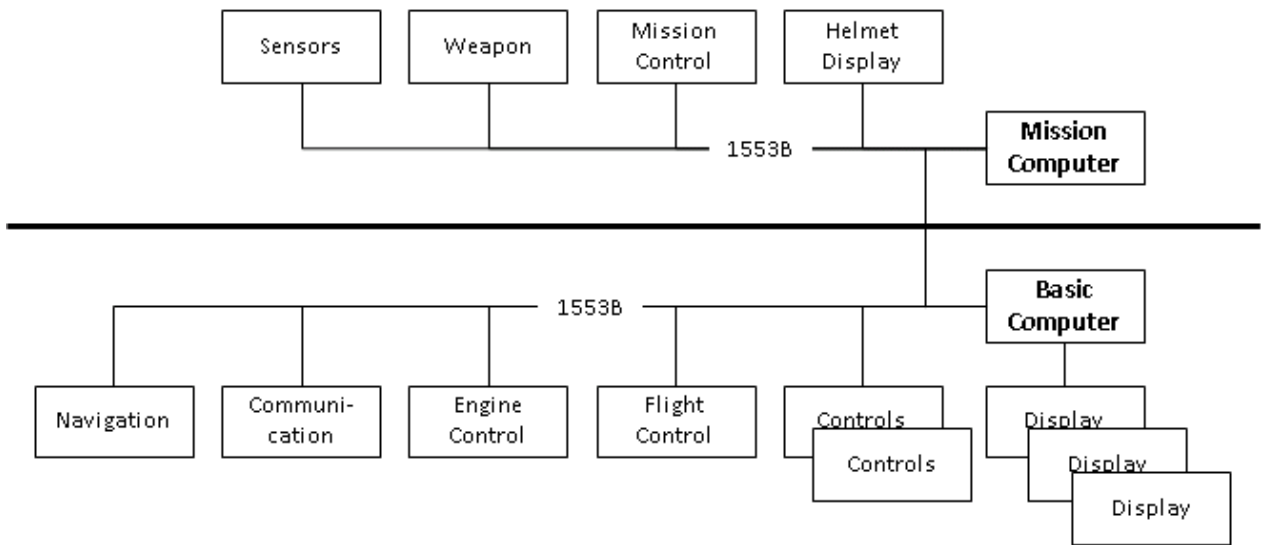 Sensors
Weapon
Mission
Control
Helmet
Display
1553B
Mission
Computer
1553B
Basic
Computer
Navigation
Communi-
cation
Engine
Control
Flight
Control
Controls
Controls
Display
Display
Display